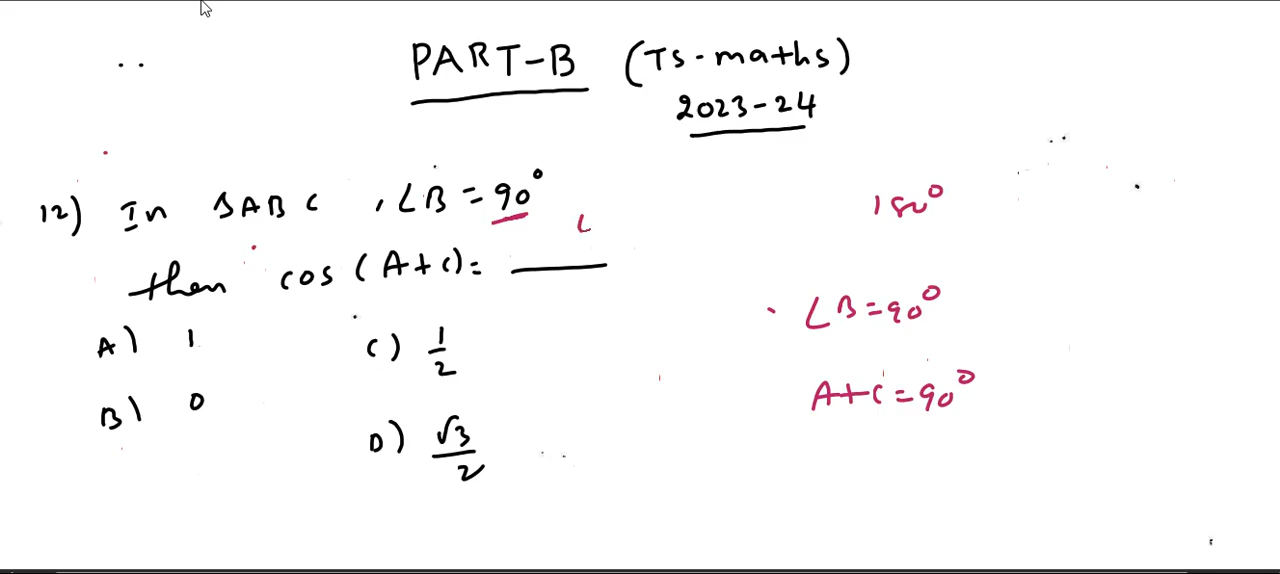 PART-B (TS-maths)
2023-24
12) In ΔABC, ∠B = 90°
then cos(A+C) = ____
A) 1
B) 0
C) 1/2
D) √3/2
180°
∠B = 90°
A+C = 90°